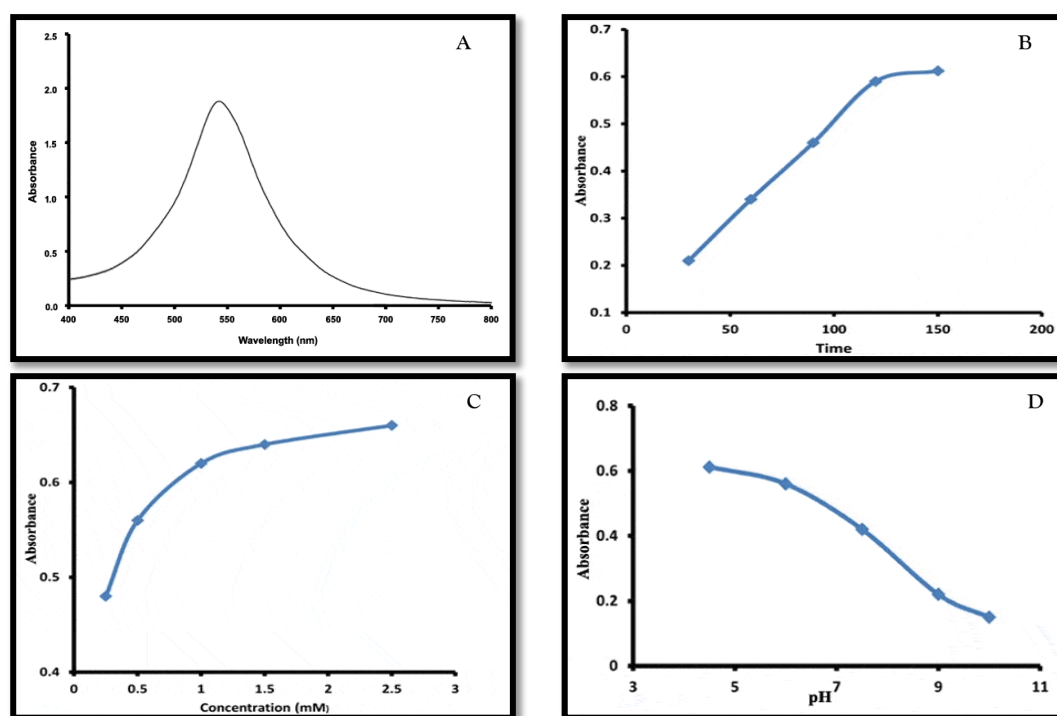 A
2.5
2.0
1.5
1.0
0.5
0.0
Absorbance
400 450 500 550 600 650 700 750 800
Wavelength (nm)
B
0.7
0.6
0.5
0.4
0.3
0.2
0.1
Absorbance
0 50 100 150 200
Time
C
0.7
0.6
0.5
0.4
Absorbance
0 0.5 1 1.5 2 2.5 3
Concentration (mM)
D
0.8
0.6
0.4
0.2
0
Absorbance
3 5 7 9 11
pH